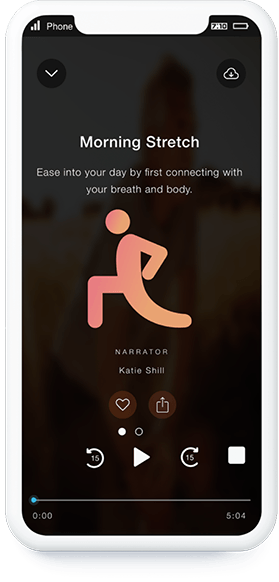 Phone 7:10
Morning Stretch
Ease into your day by first connecting with
your breath and body.
NARRATOR
Katie Shill
15 15
0:00 5:04